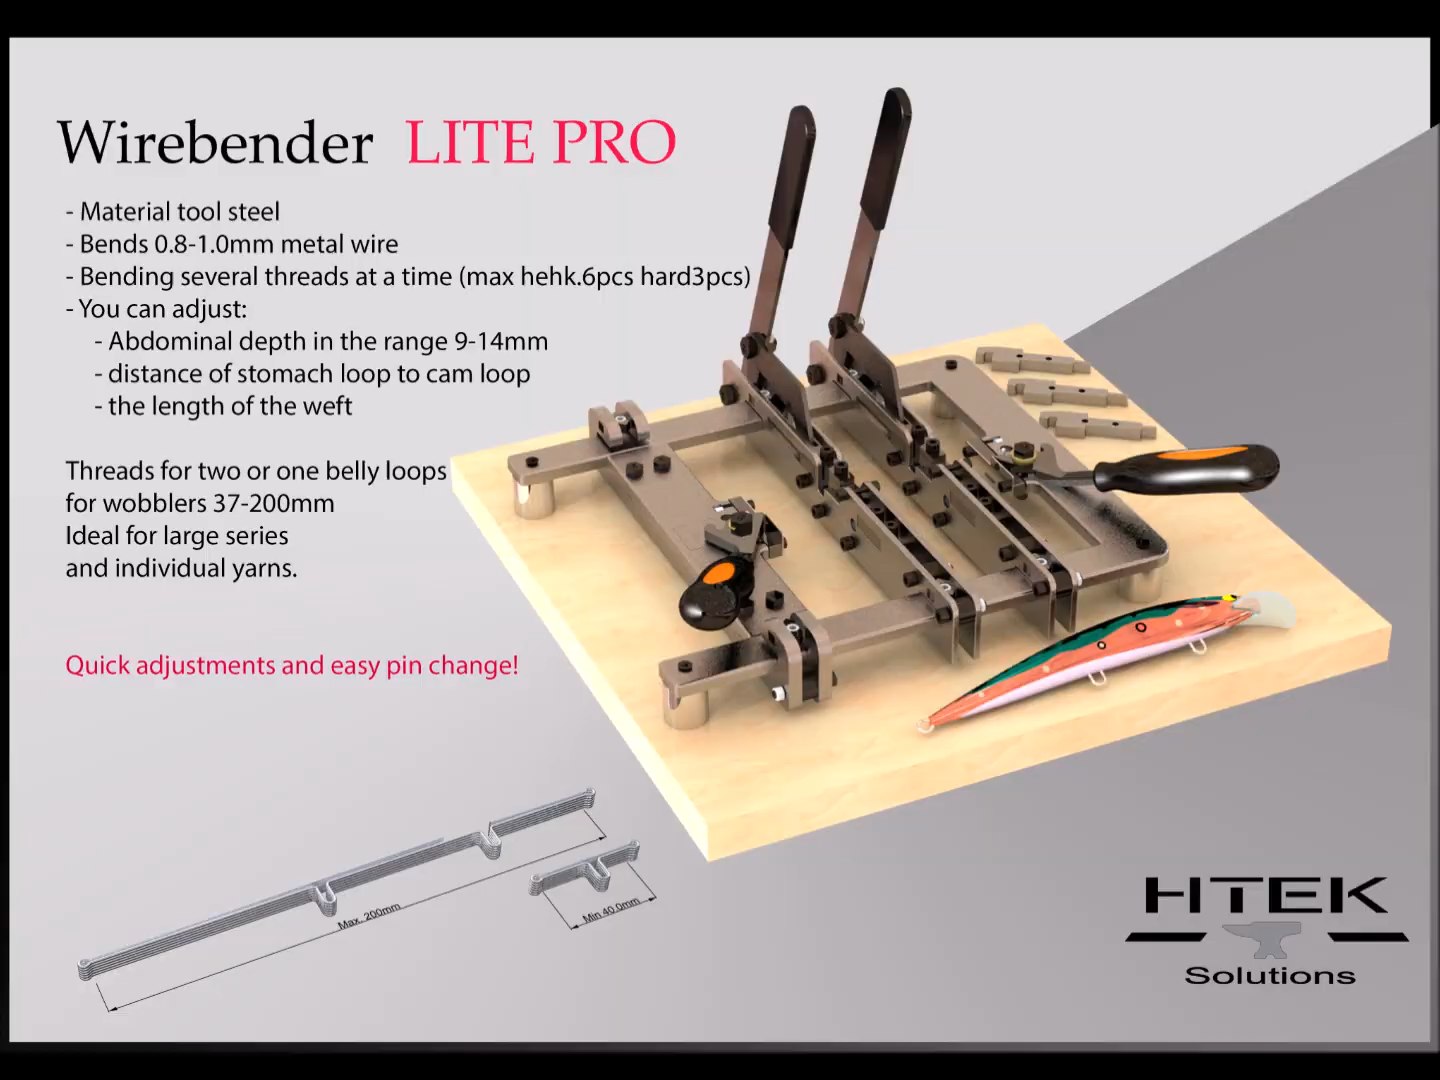 Wirebender LITE PRO
- Material tool steel
- Bends 0.8-1.0mm metal wire
- Bending several threads at a time (max hehk.6pcs hard3pcs)
- You can adjust:
- Abdominal depth in the range 9-14mm
- distance of stomach loop to cam loop
- the length of the weft
Threads for two or one belly loops
for wobblers 37-200mm
Ideal for large series
and individual yarns.
Quick adjustments and easy pin change!
Max. 200mm
Min 40.0mm
HTEK
Solutions